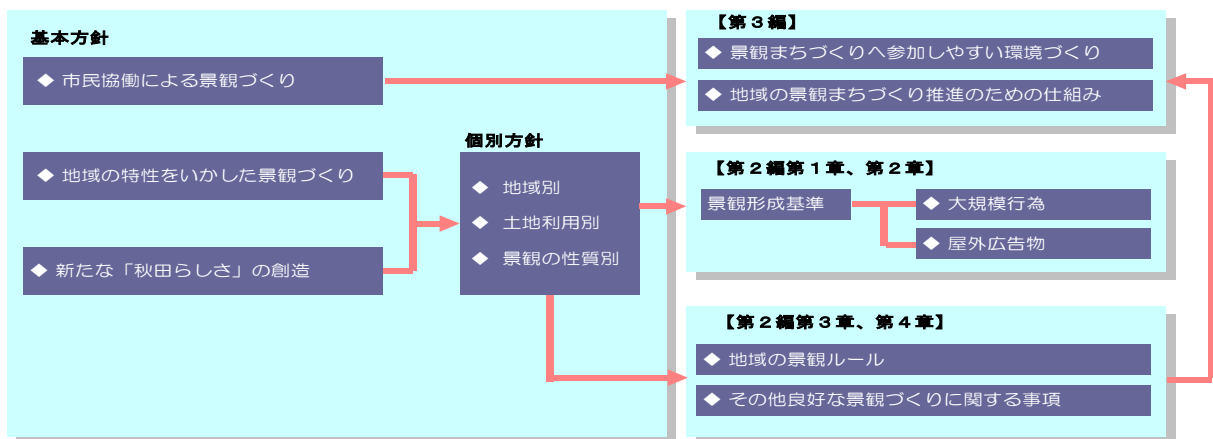 基本方針
◆ 市民協働による景観づくり
◆ 地域の特性をいかした景観づくり
◆ 新たな「秋田らしさ」の創造
個別方針
◆ 地域別
◆ 土地利用別
◆ 景観の性質別
【第３編】
◆ 景観まちづくりへ参加しやすい環境づくり
◆ 地域の景観まちづくり推進のための仕組み
【第２編第１章、第２章】
景観形成基準
◆ 大規模行為
◆ 屋外広告物
【第２編第３章、第４章】
◆ 地域の景観ルール
◆ その他良好な景観づくりに関する事項